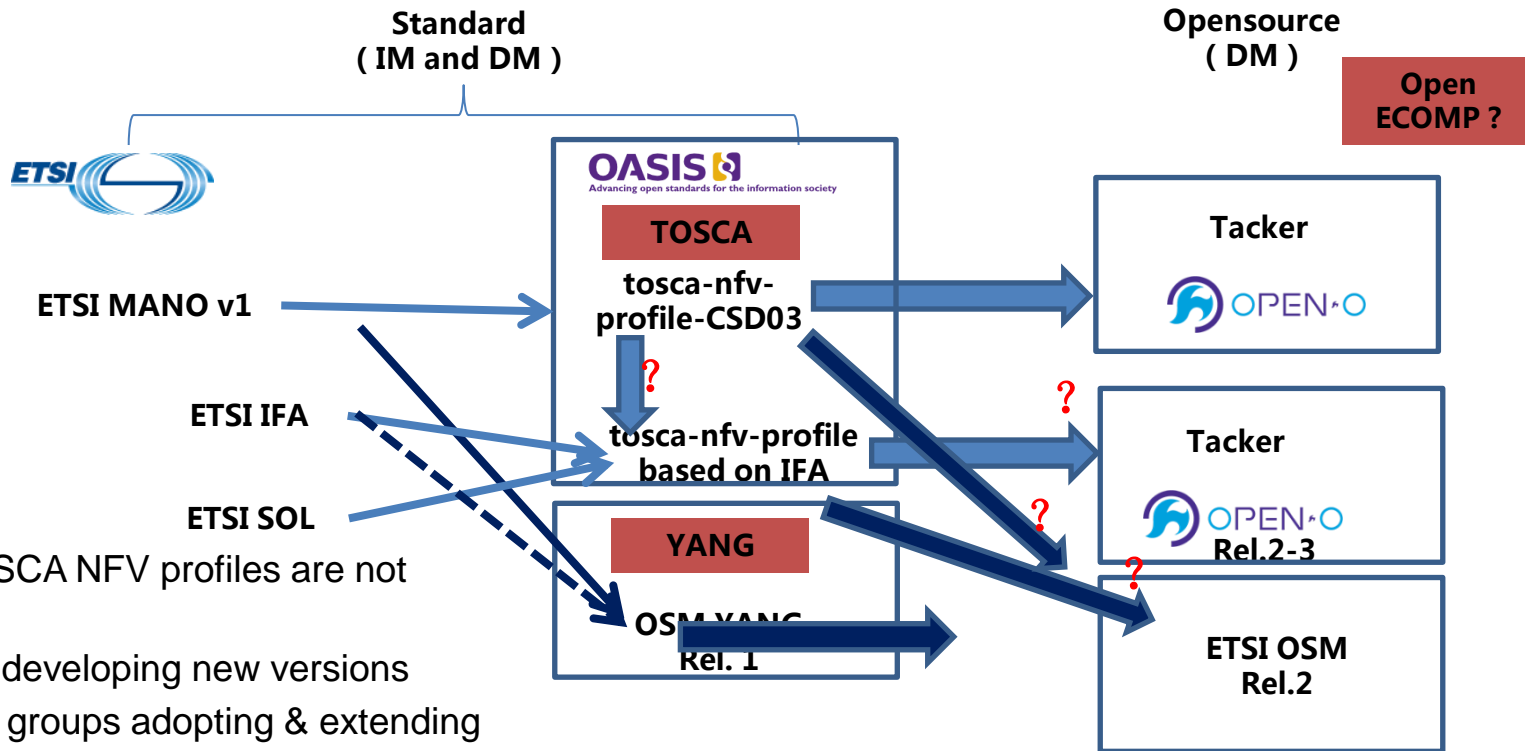 Standard
( IM and DM )
Opensource
( DM )
Open
ECOMP ?
ETSI
OASIS
Advancing open standards for the information society
TOSCA
tosca-nfv-
profile-CSD03
Tacker
OPEN-O
ETSI MANO v1
?
?
ETSI IFA
tosca-nfv-profile
based on IFA
Tacker
OPEN-O
Rel.2-3
ETSI SOL
?
?
YANG
SCA NFV profiles are not
OSM YANG
Rel. 1
ETSI OSM
Rel.2
developing new versions
groups adopting & extending